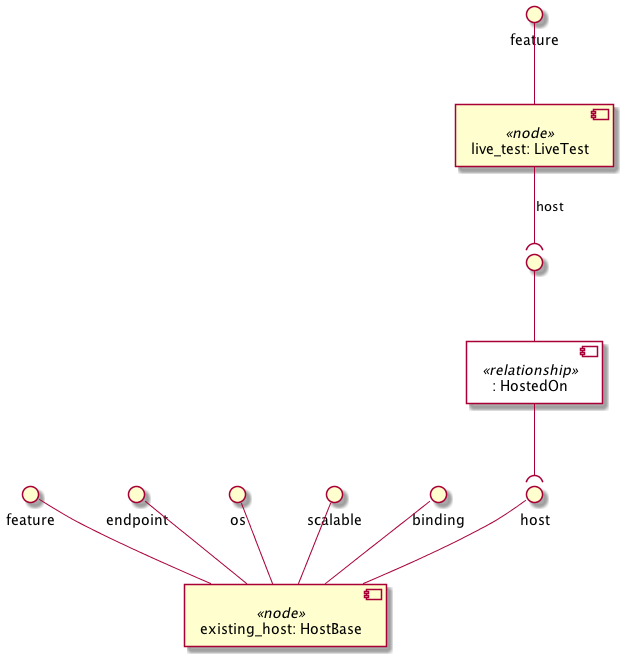 feature
«node»
live_test: LiveTest
host
«relationship»
: HostedOn
feature
endpoint
os
scalable
binding
host
«node»
existing_host: HostBase